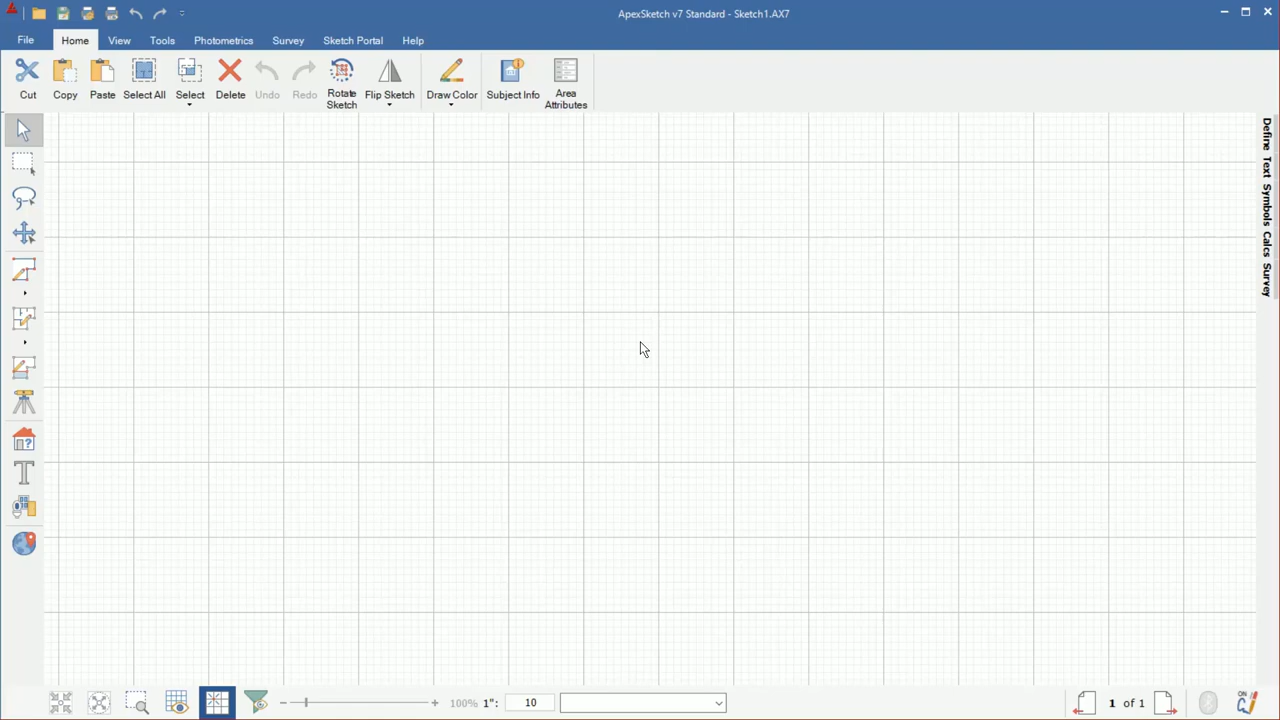 ApexSketch v7 Standard - Sketch1.AX7
File Home View Tools Photometrics Survey Sketch Portal Help
Cut Copy Paste Select All Select Delete Undo Redo Rotate Sketch Flip Sketch Draw Color Subject Info Area Attributes
Define Text Symbols Calcs Survey
100% 1": 10
1 of 1
ON